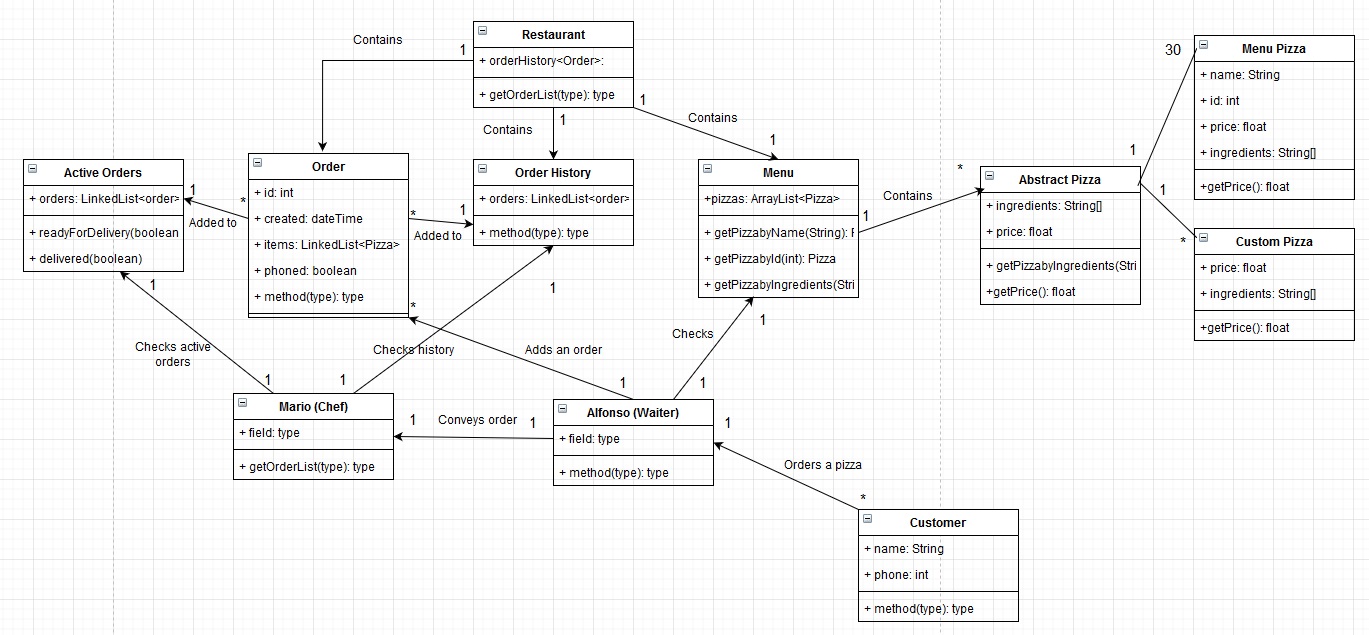 Restaurant
+ orderHistory<Order>:
+ getOrderList(type): type
Contains
1
Contains
1
1
Contains
1
Active Orders
+ orders: LinkedList<order>
+ readyForDelivery(boolean
+ delivered(boolean)
1
*
Added to
Order
+ id: int
+ created: dateTime
+ items: LinkedList<Pizza>
+ phoned: boolean
+ method(type): type
*
1
Added to
*
Order History
+ orders: LinkedList<order>
+ method(type): type
Menu
+pizzas: ArrayList<Pizza>
+ getPizzabyName(String): F
+ getPizzabyId(int): Pizza
+ getPizzabyIngredients(Stri
1
Contains
*
Abstract Pizza
+ ingredients: String[]
+ price: float
+ getPizzabyIngredients(Stri
+getPrice(): float
30
1
Menu Pizza
+ name: String
+ id: int
+ price: float
+ ingredients: String[]
+getPrice(): float
1
*
Custom Pizza
+ price: float
+ ingredients: String[]
+getPrice(): float
1
Checks active
orders
1
1
Checks history
1
Adds an order
1
Checks
1
1
Mario (Chef)
+ field: type
+ getOrderList(type): type
1
Conveys order
1
Alfonso (Waiter)
+ field: type
+ method(type): type
1
Orders a pizza
*
Customer
+ name: String
+ phone: int
+ method(type): type